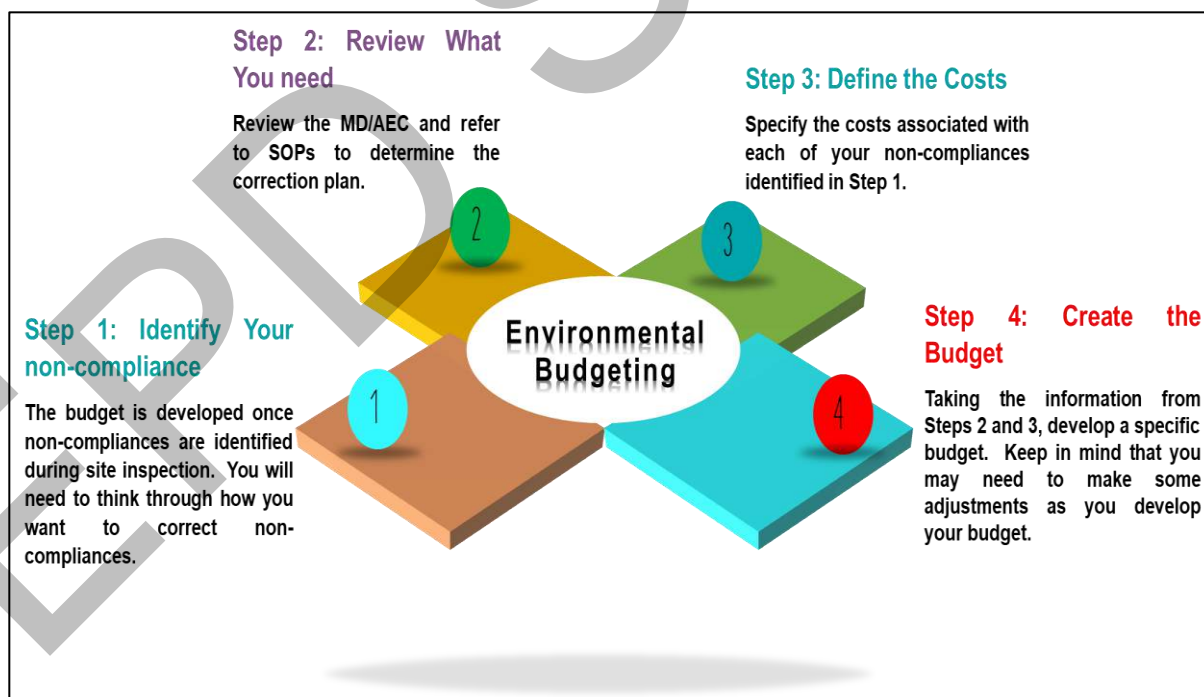 Step 2: Review What
You need
Review the MD/AEC and refer
to SOPs to determine the
correction plan.
Step 3: Define the Costs
Specify the costs associated with
each of your non-compliances
identified in Step 1.
2
3
Step 1: Identify Your
non-compliance
The budget is developed once
non-compliances are identified
during site inspection. You will
need to think through how you
want to correct non-
compliances.
1
Environmental
Budgeting
4
Step 4: Create the
Budget
Taking the information from
Steps 2 and 3, develop a specific
budget. Keep in mind that you
may need to make some
adjustments as you develop
your budget.
EPD